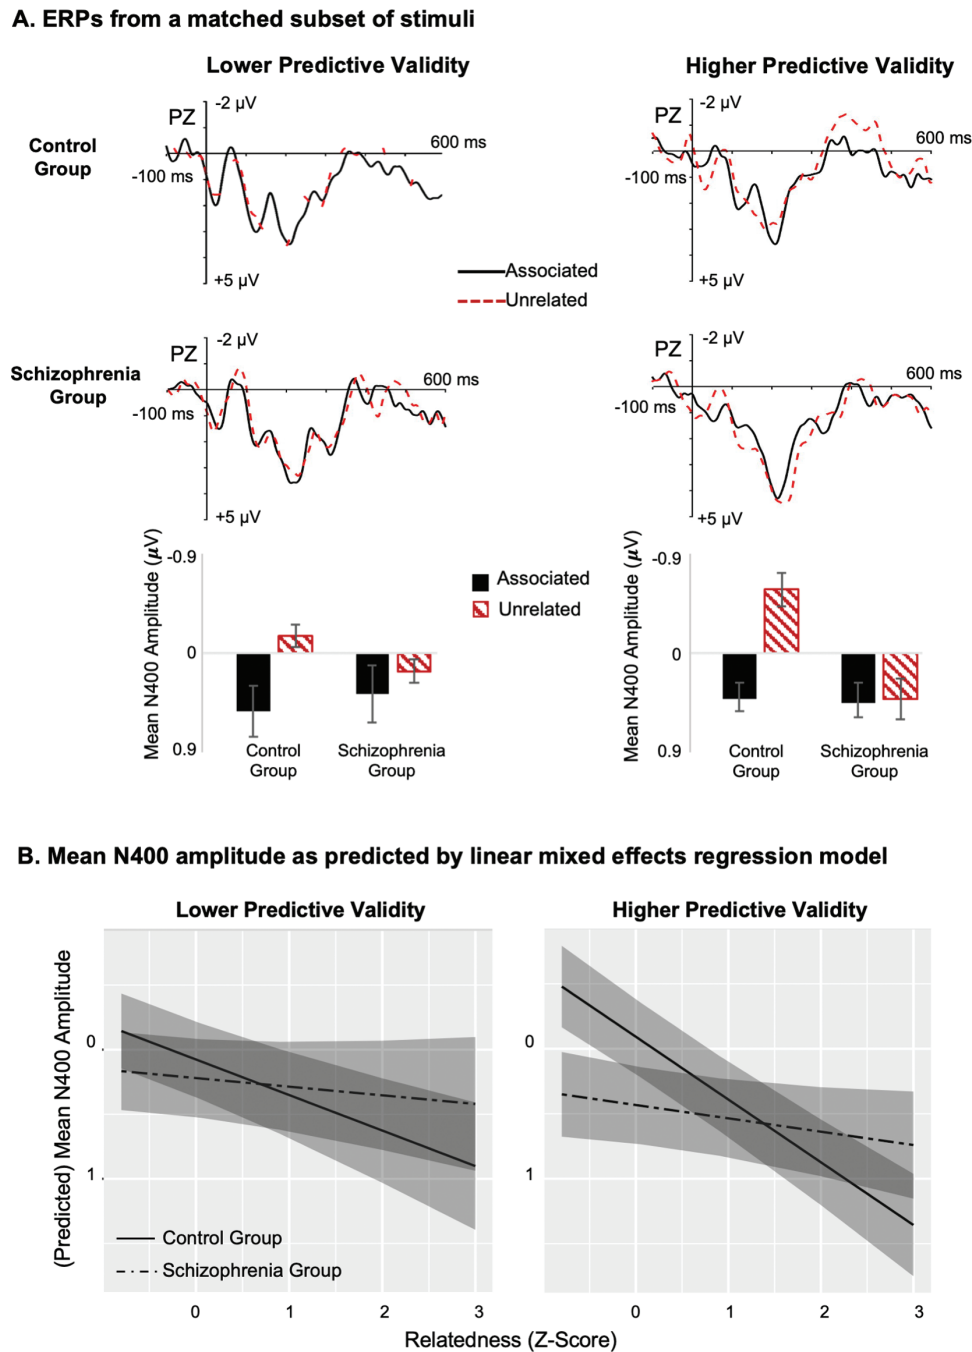 A. ERPs from a matched subset of stimuli
Lower Predictive Validity
Higher Predictive Validity
Control
Group
PZ
-2 µV
600 ms
-100 ms
+5 µV
PZ
-2 µV
600 ms
-100 ms
+5 µV
Associated
Unrelated
Schizophrenia
Group
PZ
-2 µV
600 ms
-100 ms
+5 µV
PZ
-2 µV
600 ms
-100 ms
+5 µV
Mean N400 Amplitude (µV)
-0.9
0
0.9
Control
Group
Schizophrenia
Group
Associated
Unrelated
Mean N400 Amplitude (µV)
-0.9
0
0.9
Control
Group
Schizophrenia
Group
B. Mean N400 amplitude as predicted by linear mixed effects regression model
Lower Predictive Validity
Higher Predictive Validity
(Predicted) Mean N400 Amplitude
0
1
Control Group
Schizophrenia Group
0 1 2 3
0
1
0 1 2 3
Relatedness (Z-Score)